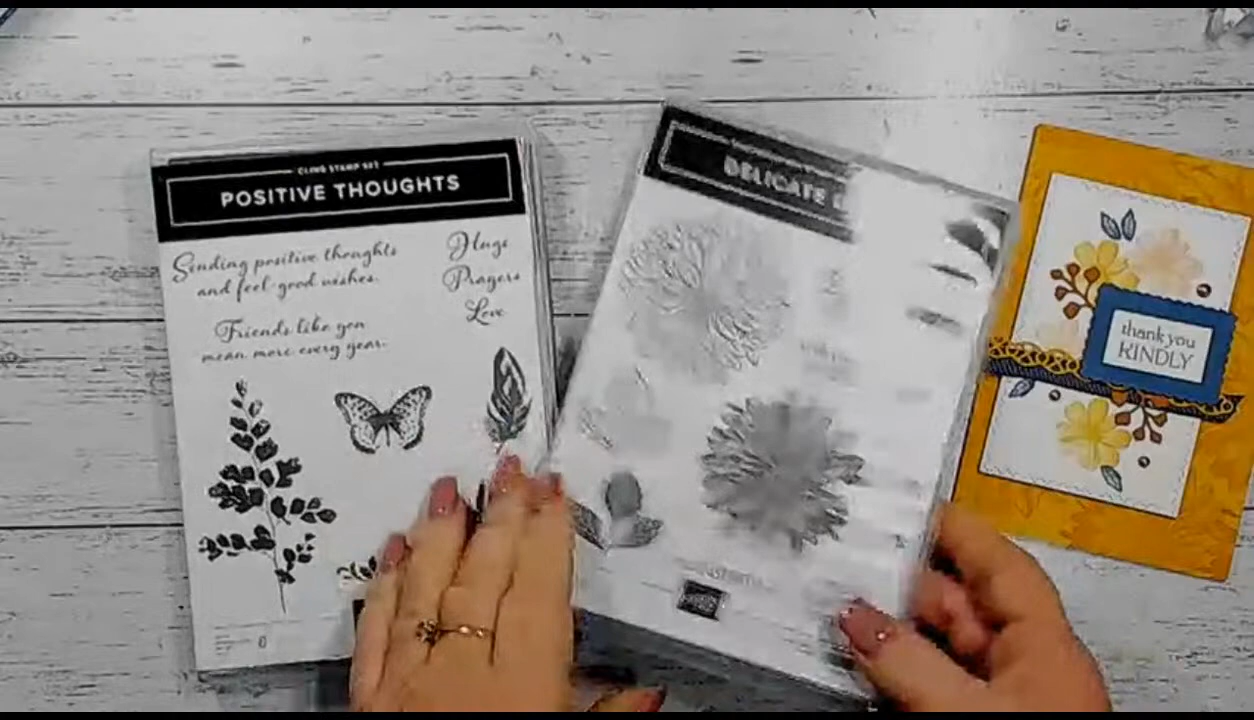 CLING STAMP SET
POSITIVE THOUGHTS
Sending positive thoughts
and feel-good wishes.
Hugs
Prayers
Love
Friends like you
mean more every year.
DELICATE
thank you
KINDLY